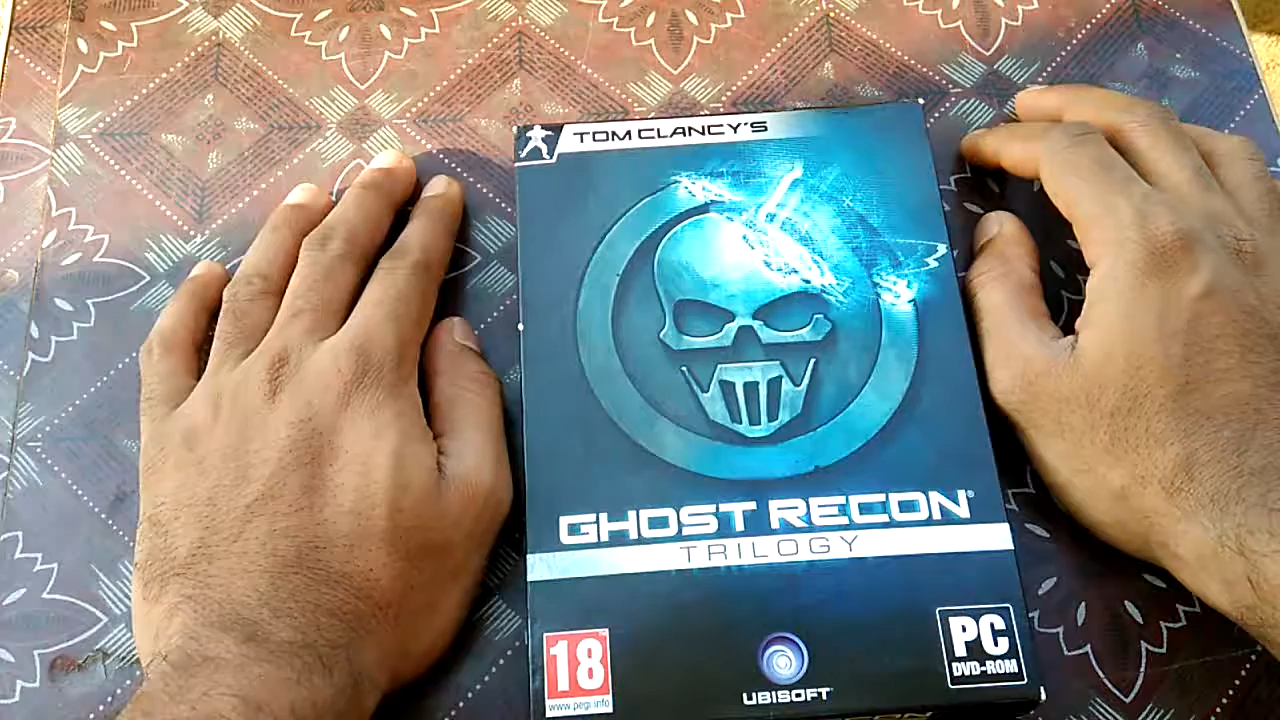 TOM CLANCY'S
GHOST RECON®
TRILOGY
18
www.pegi.info
UBISOFT
PC
DVD-ROM